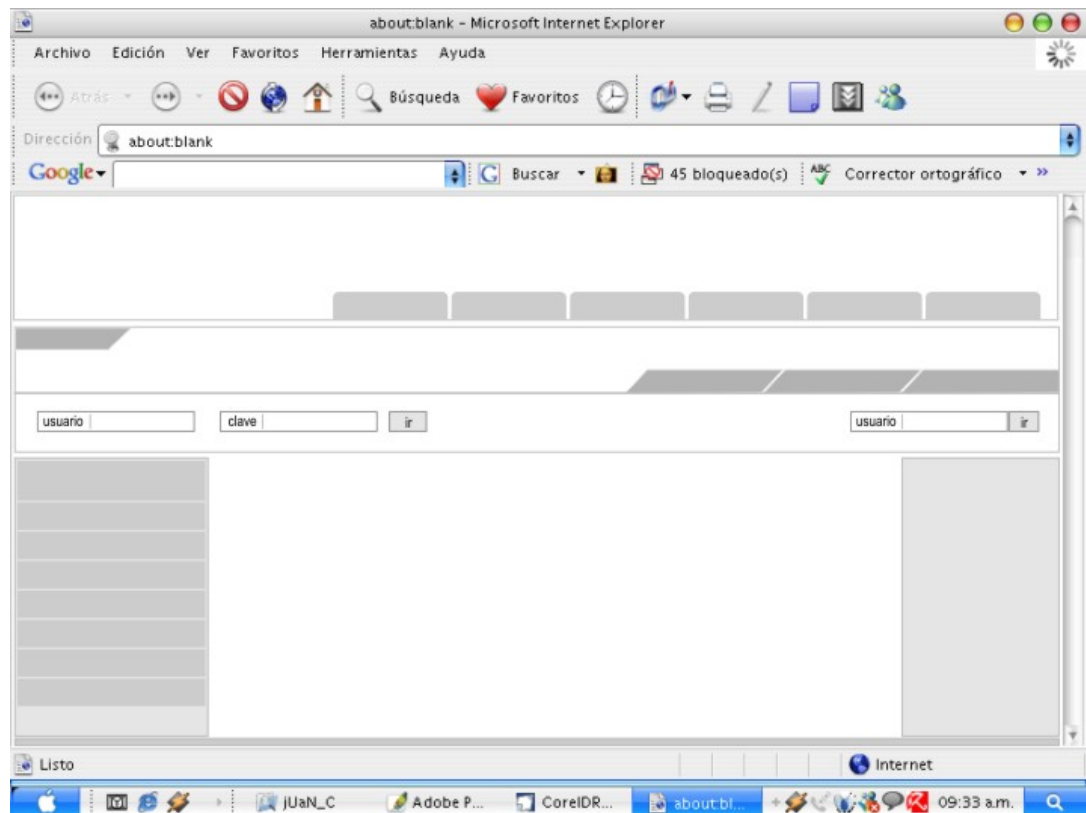 about:blank - Microsoft Internet Explorer
Archivo Edición Ver Favoritos Herramientas Ayuda
Atrás Búsqueda Favoritos
Dirección about:blank
Google G Buscar 45 bloqueado(s) ABC Corrector ortográfico »
usuario clave ir usuario ir
Listo Internet
jUaN_C Adobe P... CorelDR... about:bl... 09:33 a.m.